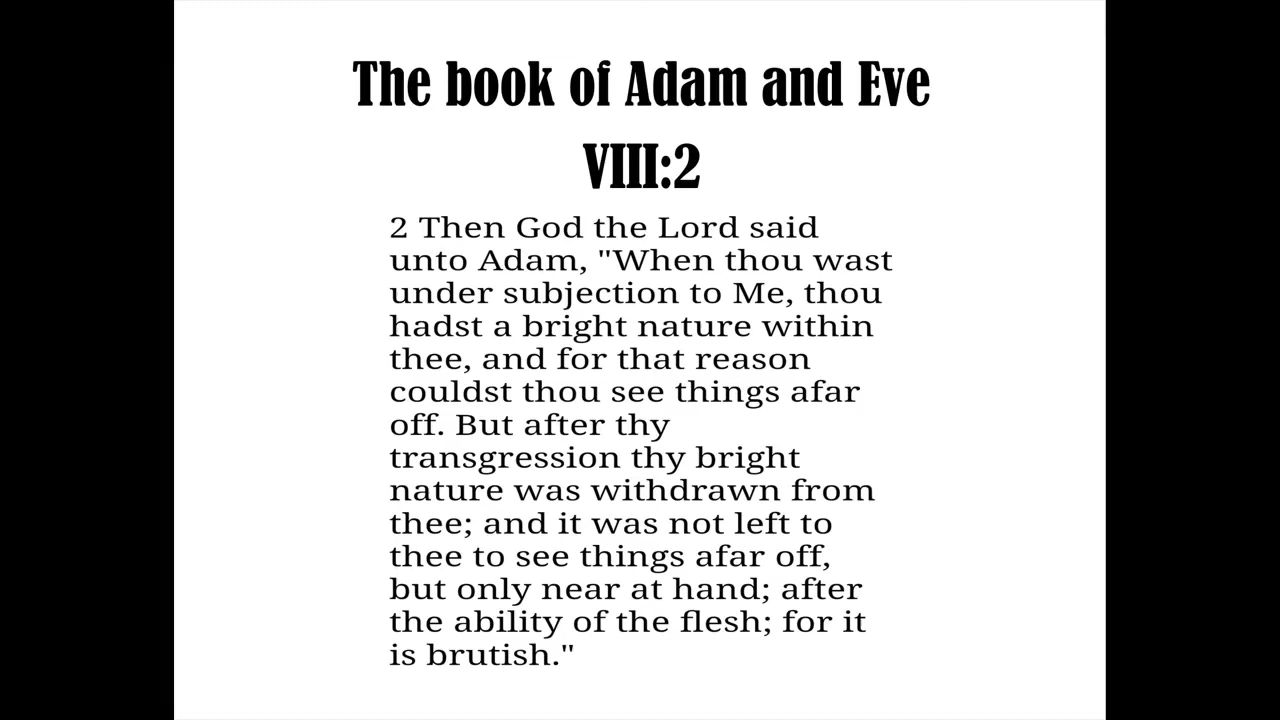 The book of Adam and Eve
VIII:2
2 Then God the Lord said
unto Adam, "When thou wast
under subjection to Me, thou
hadst a bright nature within
thee, and for that reason
couldst thou see things afar
off. But after thy
transgression thy bright
nature was withdrawn from
thee; and it was not left to
thee to see things afar off,
but only near at hand; after
the ability of the flesh; for it
is brutish."